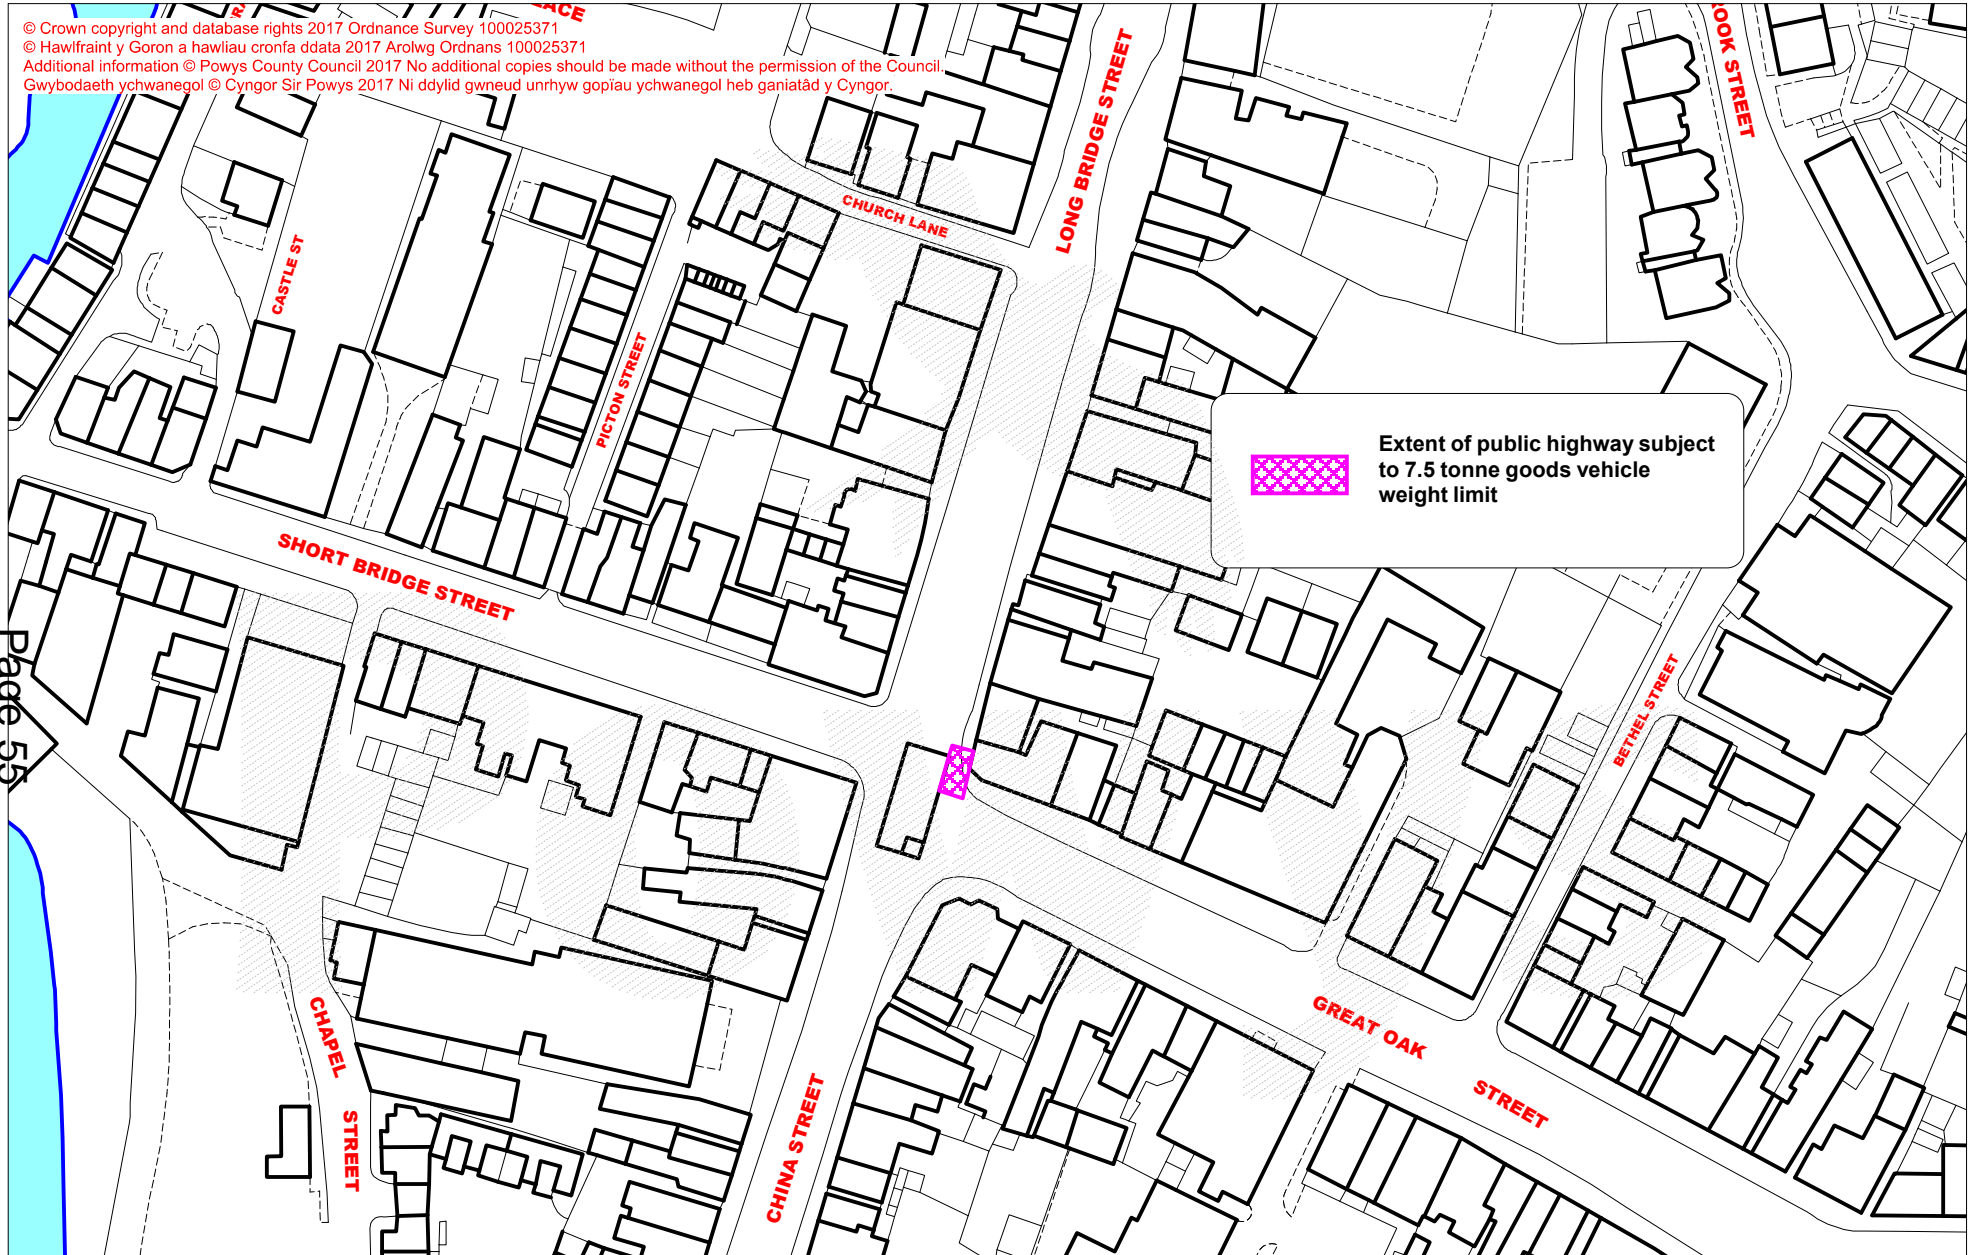 © Crown copyright and database rights 2017 Ordnance Survey 100025371
© Hawlfraint y Goron a hawliau cronfa ddata 2017 Arolwg Ordnans 100025371
Additional information © Powys County Council 2017 No additional copies should be made without the permission of the Council.
Gwybodaeth ychwanegol © Cyngor Sir Powys 2017 Ni ddylid gwneud unrhyw gopïau ychwanegol heb ganiatâd y Cyngor.
LONG BRIDGE STREET
STREET
CHURCH LANE
CASTLE ST
PICTON STREET
Extent of public highway subject
to 7.5 tonne goods vehicle
weight limit
SHORT BRIDGE STREET
Page 55
BETHEL STREET
GREAT OAK
STREET
CHAPEL
STREET
CHINA STREET